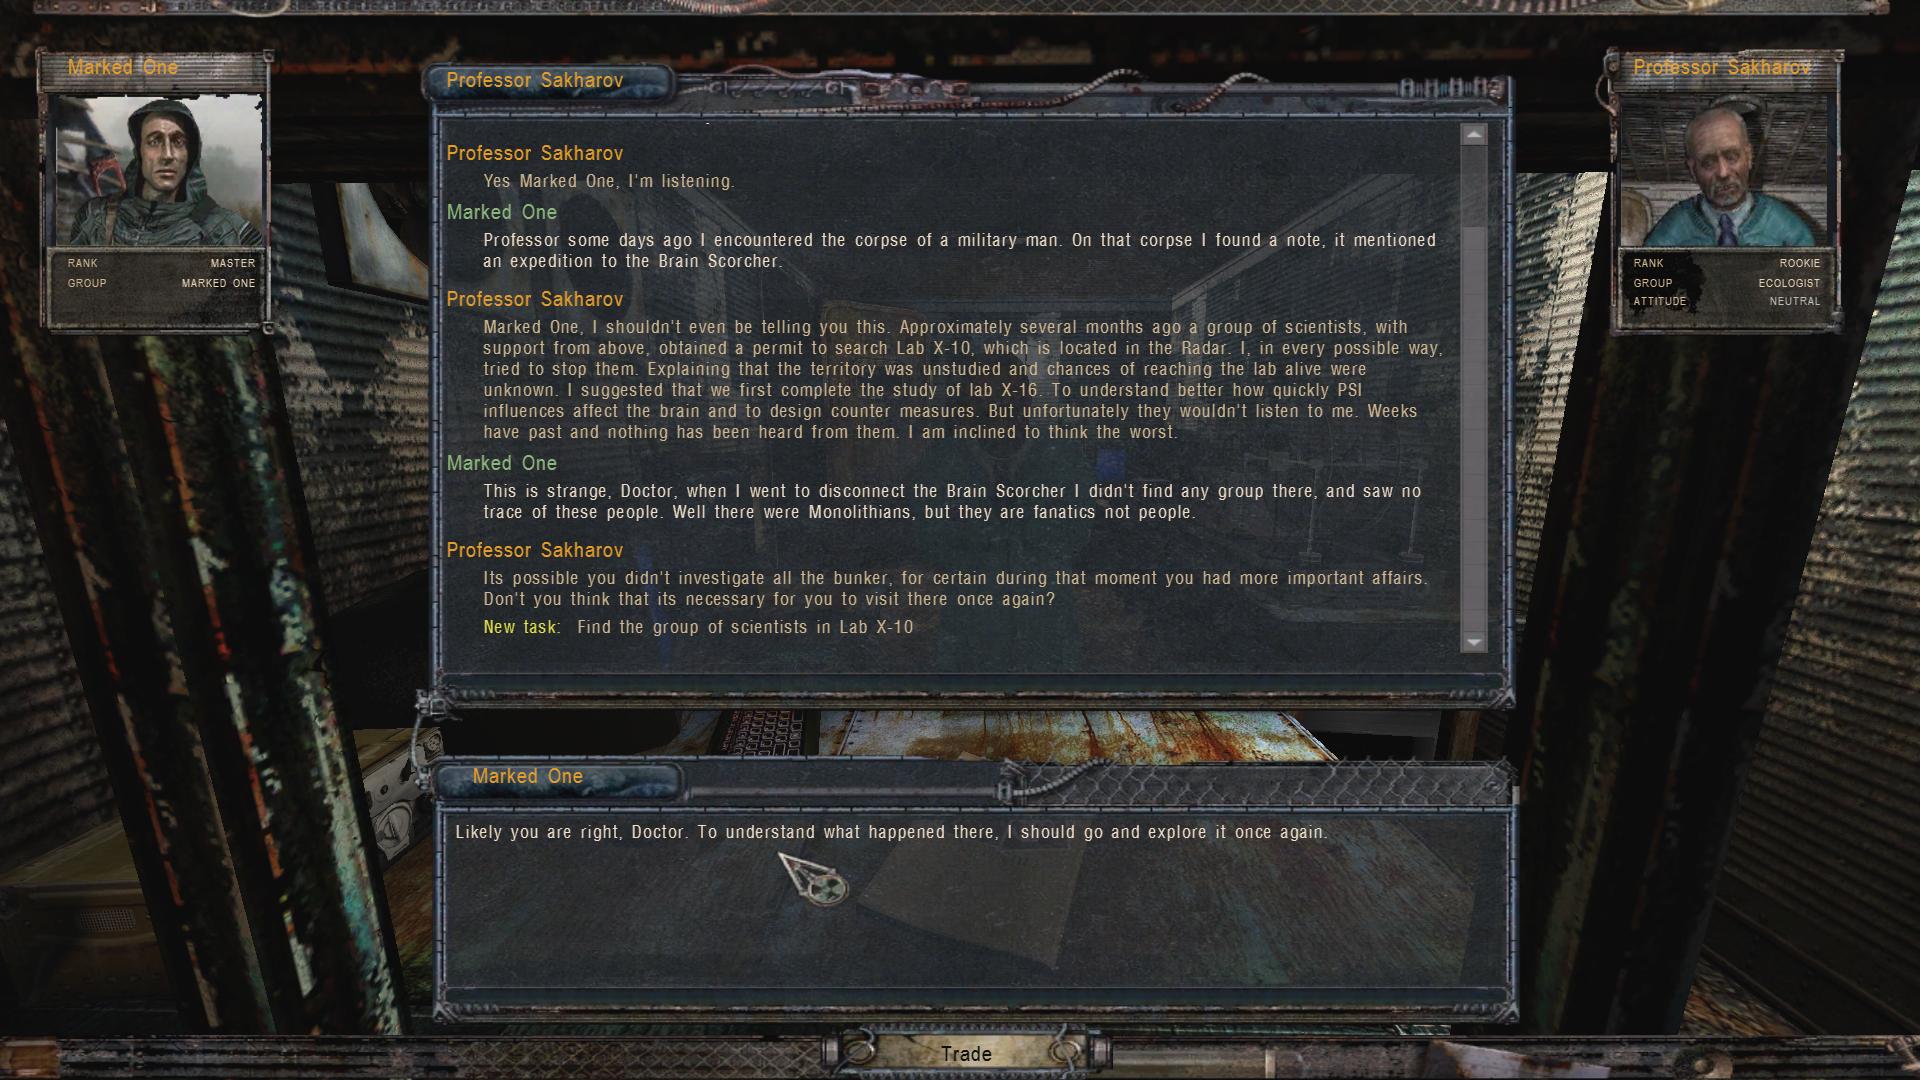 Marked One
RANK MASTER
GROUP MARKED ONE
Professor Sakharov
Professor Sakharov
Yes Marked One, I'm listening.
Marked One
Professor some days ago I encountered the corpse of a military man. On that corpse I found a note, it mentioned
an expedition to the Brain Scorcher.
Professor Sakharov
Marked One, I shouldn't even be telling you this. Approximately several months ago a group of scientists, with
support from above, obtained a permit to search Lab X-10, which is located in the Radar. I, in every possible way,
tried to stop them. Explaining that the territory was unstudied and chances of reaching the lab alive were
unknown. I suggested that we first complete the study of lab X-16. To understand better how quickly PSI
influences affect the brain and to design counter measures. But unfortunately they wouldn't listen to me. Weeks
have past and nothing has been heard from them. I am inclined to think the worst.
Marked One
This is strange, Doctor, when I went to disconnect the Brain Scorcher I didn't find any group there, and saw no
trace of these people. Well there were Monolithians, but they are fanatics not people.
Professor Sakharov
Its possible you didn't investigate all the bunker, for certain during that moment you had more important affairs.
Don't you think that its necessary for you to visit there once again?
New task: Find the group of scientists in Lab X-10
Professor Sakharov
RANK ROOKIE
GROUP ECOLOGIST
ATTITUDE NEUTRAL
Marked One
Likely you are right, Doctor. To understand what happened there, I should go and explore it once again.
Trade